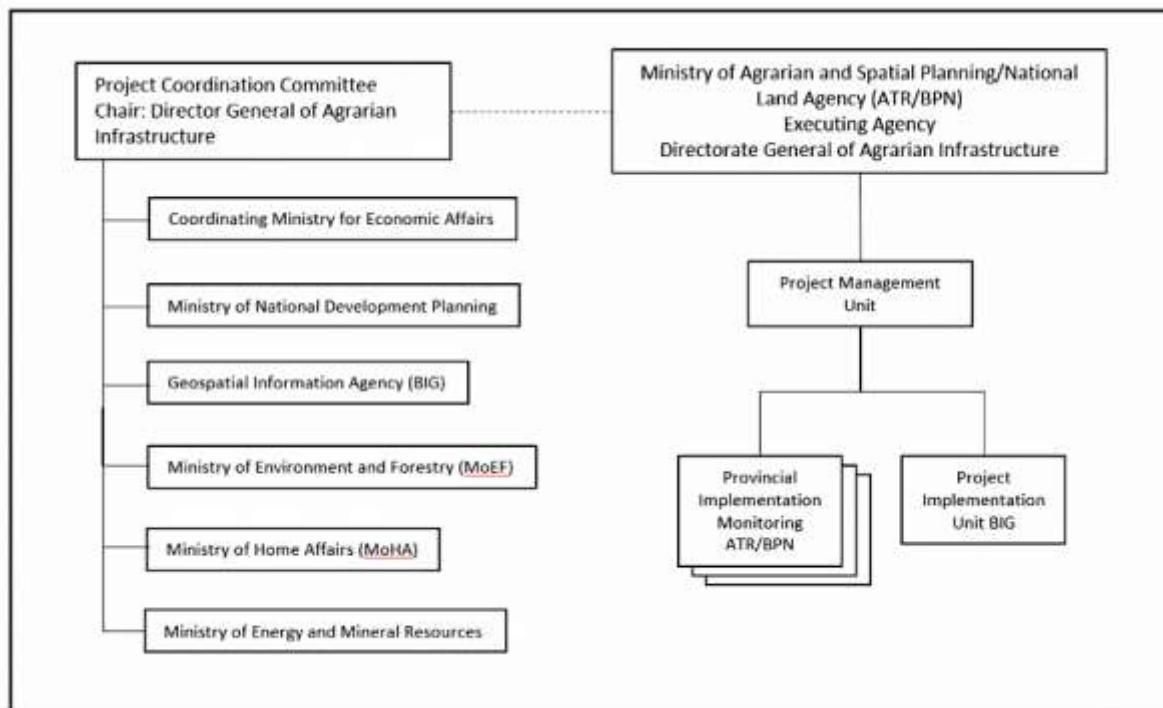 Project Coordination Committee
Chair: Director General of Agrarian
Infrastructure
Coordinating Ministry for Economic Affairs
Ministry of National Development Planning
Geospatial Information Agency (BIG)
Ministry of Environment and Forestry (MoEF)
Ministry of Home Affairs (MoHA)
Ministry of Energy and Mineral Resources
Ministry of Agrarian and Spatial Planning/National
Land Agency (ATR/BPN)
Executing Agency
Directorate General of Agrarian Infrastructure
Project Management
Unit
Provincial
Implementation
Monitoring
ATR/BPN
Project
Implementation
Unit BIG